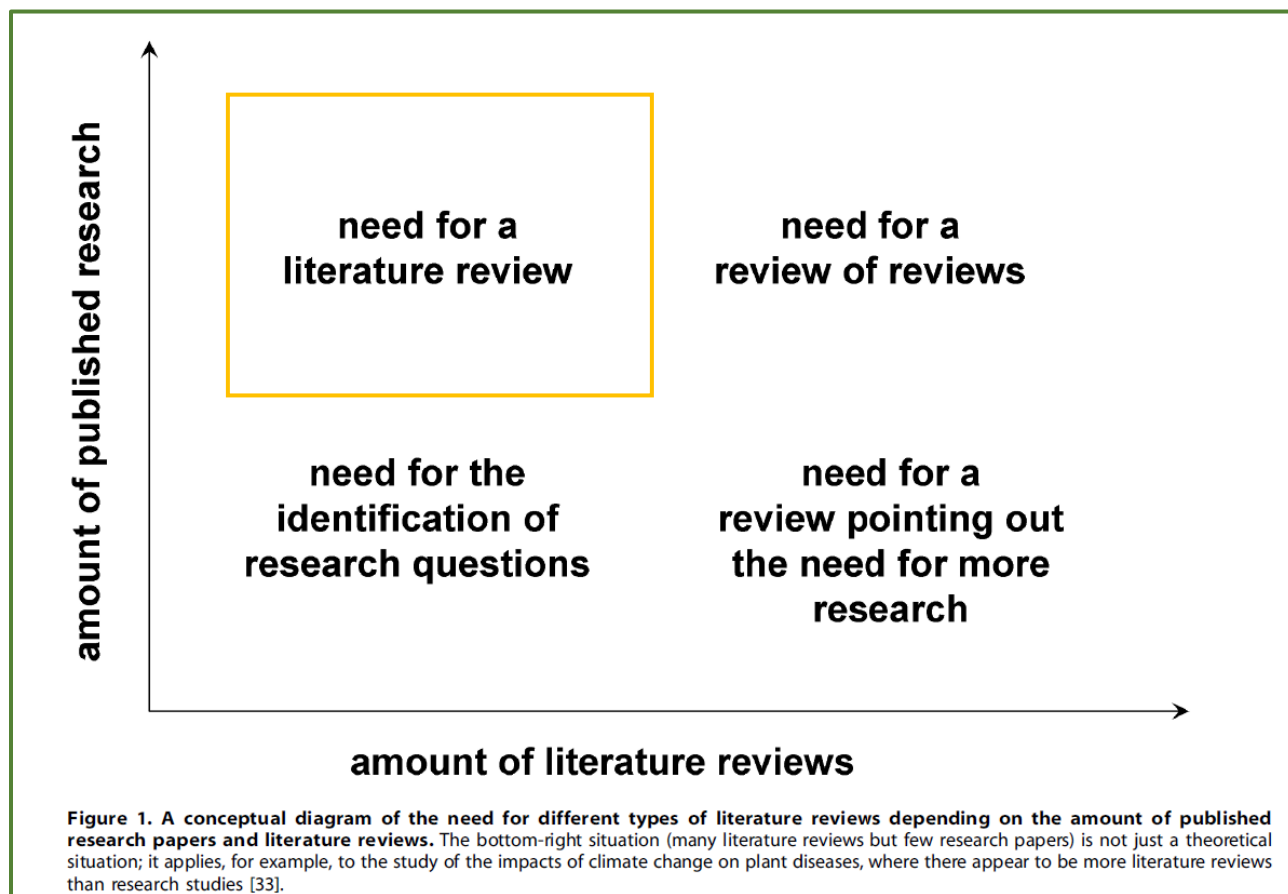 amount of published research
need for a
literature review
need for a
review of reviews
need for the
identification of
research questions
need for a
review pointing out
the need for more
research
amount of literature reviews
Figure 1. A conceptual diagram of the need for different types of literature reviews depending on the amount of published
research papers and literature reviews. The bottom-right situation (many literature reviews but few research papers) is not just a theoretical
situation; it applies, for example, to the study of the impacts of climate change on plant diseases, where there appear to be more literature reviews
than research studies [33].